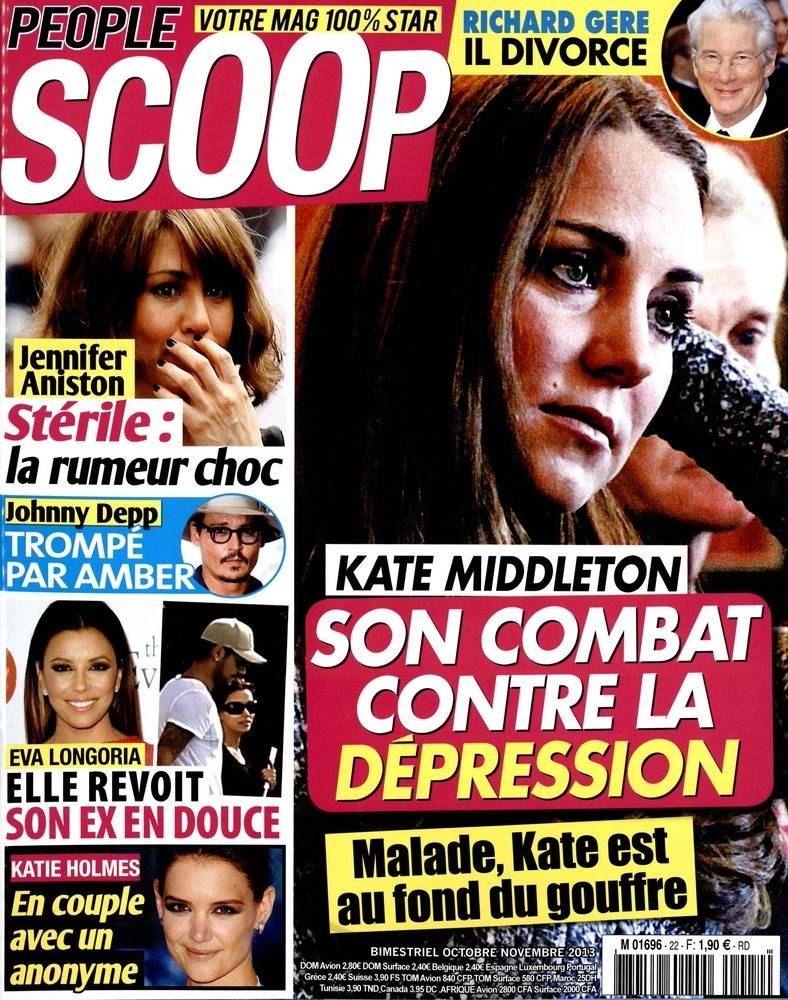 PEOPLE
VOTRE MAG 100% STAR
SCOOP
RICHARD GERE
IL DIVORCE
Jennifer
Aniston
Stérile :
la rumeur choc
Johnny Depp
TROMPÉ
PAR AMBER
EVA LONGORIA
ELLE REVOIT
SON EX EN DOUCE
KATIE HOLMES
En couple
avec un
anonyme
KATE MIDDLETON
SON COMBAT
CONTRE LA
DÉPRESSION
Malade, Kate est
au fond du gouffre
BIMESTRIEL OCTOBRE NOVEMBRE 2013
DOM Avion 2,80€ DOM Surface 2,40€ Belgique 2,40€ Espagne Luxembourg Portugal
Grèce 2,40€ Suisse 3,90 FS TOM Avion 840 CFP TOM Surface 580 CFP Maroc 25DH
Tunisie 3,90 TND,Canada 3.95 DC ,AFRIQUE Avion 2800 CFA Surface 2000 CFA
M 01696 - 22 - F: 1,90 € - RD